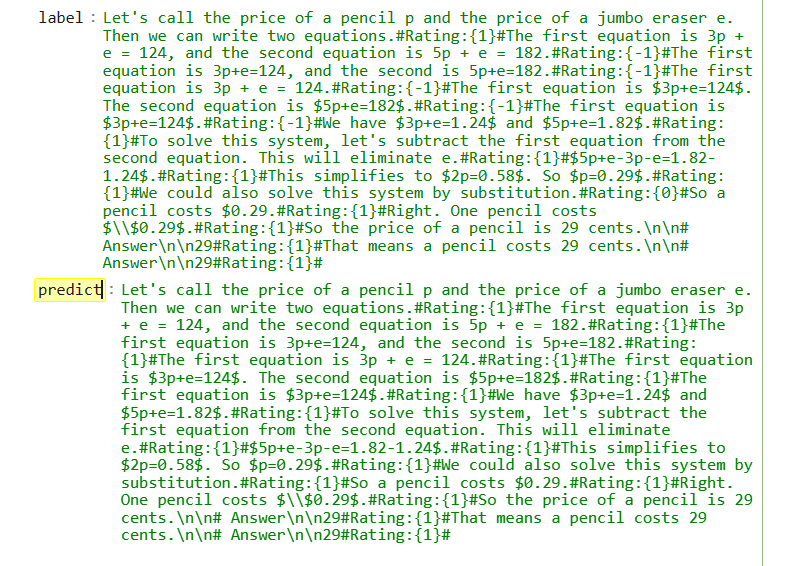 label : Let's call the price of a pencil p and the price of a jumbo eraser e.
Then we can write two equations.#Rating:{1}#The first equation is 3p +
e = 124, and the second equation is 5p + e = 182.#Rating:{-1}#The first
equation is 3p+e=124, and the second is 5p+e=182.#Rating:{-1}#The first
equation is 3p + e = 124.#Rating:{-1}#The first equation is $3p+e=124$.
The second equation is $5p+e=182$.#Rating:{-1}#The first equation is
$3p+e=124$.#Rating:{-1}#We have $3p+e=1.24$ and $5p+e=1.82$.#Rating:
{1}#To solve this system, let's subtract the first equation from the
second equation. This will eliminate e.#Rating:{1}#$5p+e-3p-e=1.82-
1.24$.#Rating:{1}#This simplifies to $2p=0.58$. So $p=0.29$.#Rating:
{1}#We could also solve this system by substitution.#Rating:{0}#So a
pencil costs $0.29.#Rating:{1}#Right. One pencil costs
$\\$0.29$.#Rating:{1}#So the price of a pencil is 29 cents.\n\n#
Answer\n\n29#Rating:{1}#That means a pencil costs 29 cents.\n\n#
Answer\n\n29#Rating:{1}#
predict : Let's call the price of a pencil p and the price of a jumbo eraser e.
Then we can write two equations.#Rating:{1}#The first equation is 3p
+ e = 124, and the second equation is 5p + e = 182.#Rating:{1}#The
first equation is 3p+e=124, and the second is 5p+e=182.#Rating:
{1}#The first equation is 3p + e = 124.#Rating:{1}#The first equation
is $3p+e=124$. The second equation is $5p+e=182$.#Rating:{1}#The
first equation is $3p+e=124$.#Rating:{1}#We have $3p+e=1.24$ and
$5p+e=1.82$.#Rating:{1}#To solve this system, let's subtract the
first equation from the second equation. This will eliminate
e.#Rating:{1}#$5p+e-3p-e=1.82-1.24$.#Rating:{1}#This simplifies to
$2p=0.58$. So $p=0.29$.#Rating:{1}#We could also solve this system by
substitution.#Rating:{1}#So a pencil costs $0.29.#Rating:{1}#Right.
One pencil costs $\\$0.29$.#Rating:{1}#So the price of a pencil is 29
cents.\n\n# Answer\n\n29#Rating:{1}#That means a pencil costs 29
cents.\n\n# Answer\n\n29#Rating:{1}#